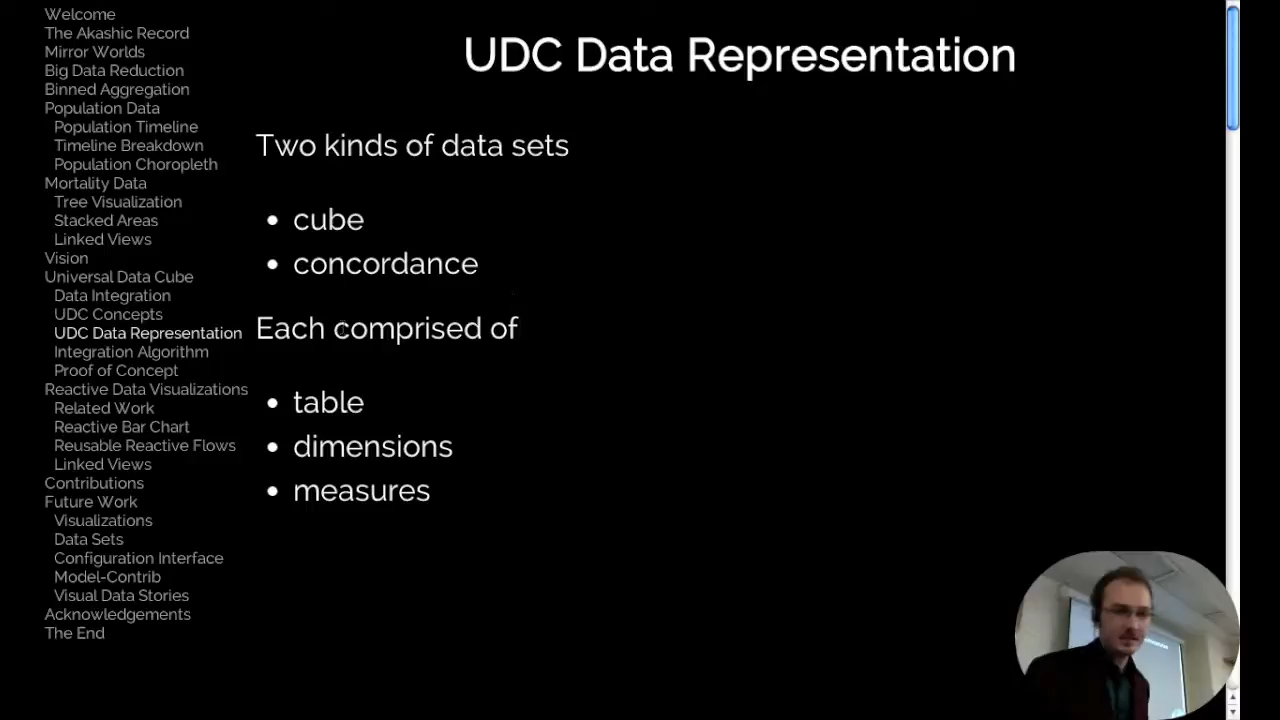 Welcome
The Akashic Record
Mirror Worlds
Big Data Reduction
Binned Aggregation
Population Data
Population Timeline
Timeline Breakdown
Population Choropleth
Mortality Data
Tree Visualization
Stacked Areas
Linked Views
Vision
Universal Data Cube
Data Integration
UDC Concepts
UDC Data Representation
Integration Algorithm
Proof of Concept
Reactive Data Visualizations
Related Work
Reactive Bar Chart
Reusable Reactive Flows
Linked Views
Contributions
Future Work
Visualizations
Data Sets
Configuration Interface
Model-Contrib
Visual Data Stories
Acknowledgements
The End
UDC Data Representation
Two kinds of data sets
• cube
• concordance
Each comprised of
• table
• dimensions
• measures